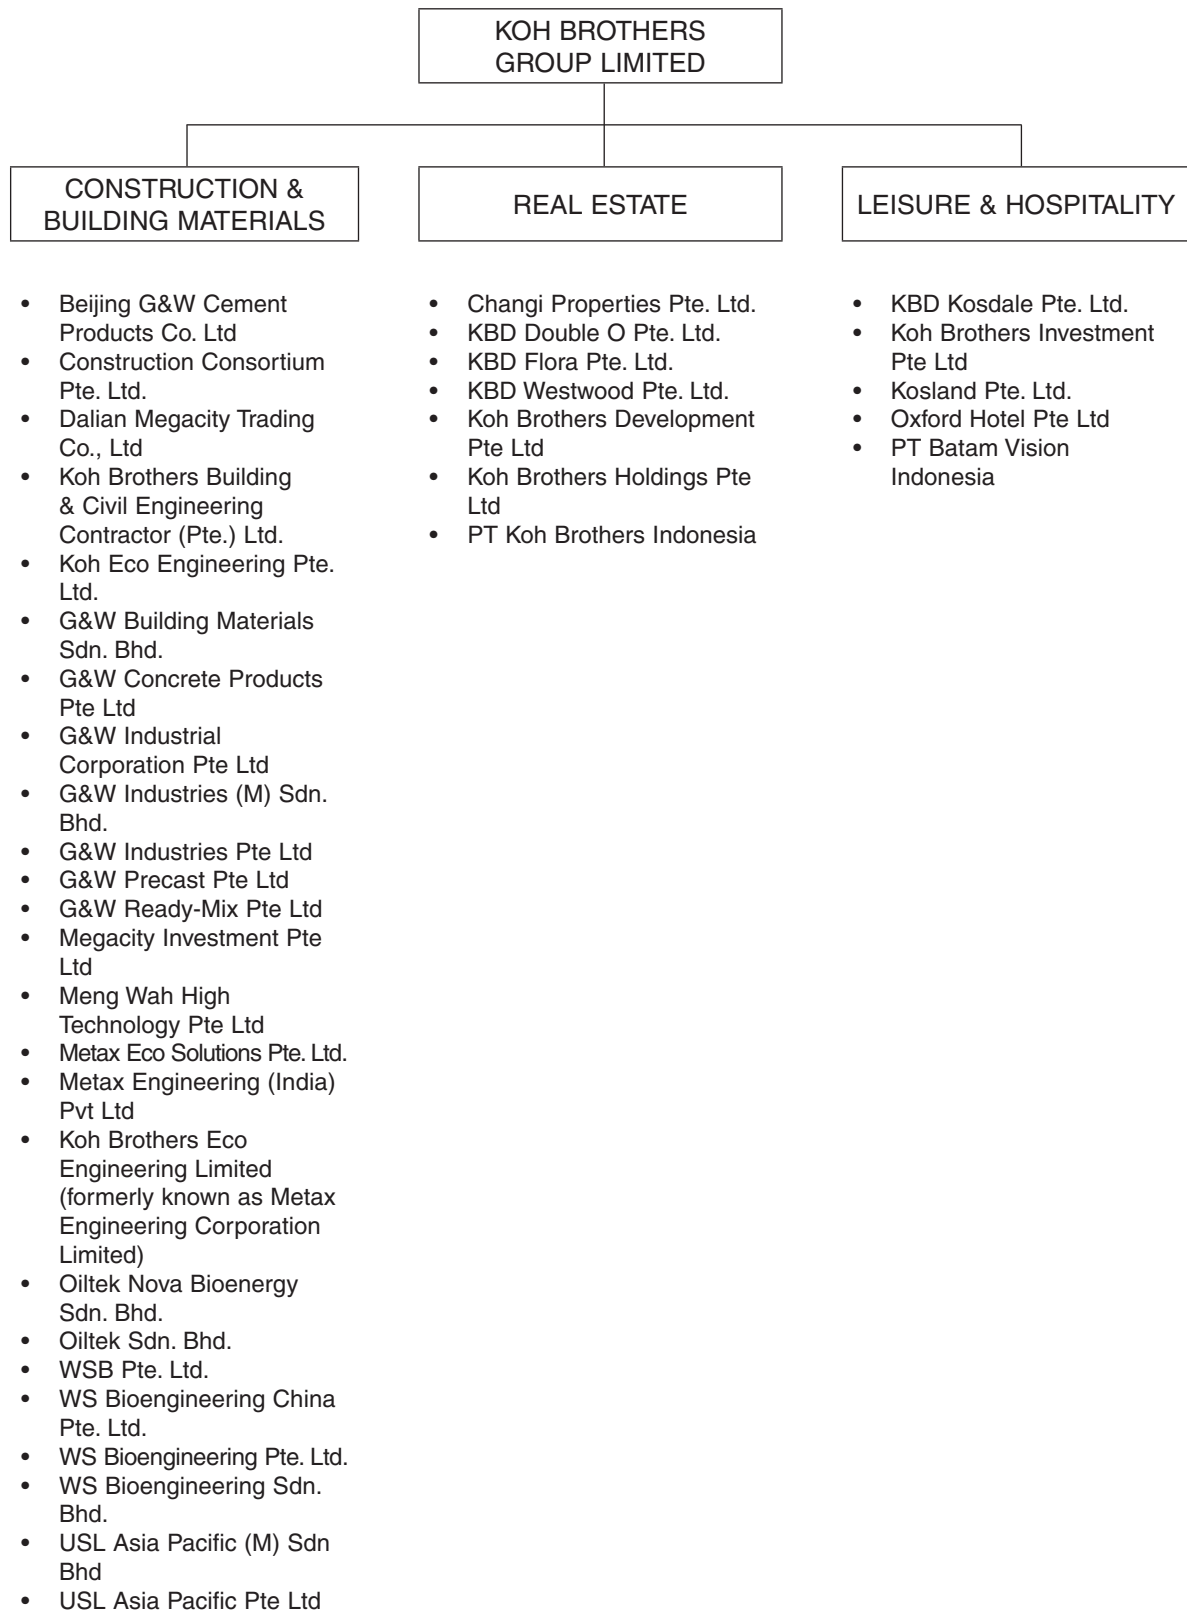 KOH BROTHERS
GROUP LIMITED
CONSTRUCTION &
BUILDING MATERIALS
• Beijing G&W Cement
Products Co. Ltd
• Construction Consortium
Pte. Ltd.
• Dalian Megacity Trading
Co., Ltd
• Koh Brothers Building
& Civil Engineering
Contractor (Pte.) Ltd.
• Koh Eco Engineering Pte.
Ltd.
• G&W Building Materials
Sdn. Bhd.
• G&W Concrete Products
Pte Ltd
• G&W Industrial
Corporation Pte Ltd
• G&W Industries (M) Sdn.
Bhd.
• G&W Industries Pte Ltd
• G&W Precast Pte Ltd
• G&W Ready-Mix Pte Ltd
• Megacity Investment Pte
Ltd
• Meng Wah High
Technology Pte Ltd
• Metax Eco Solutions Pte. Ltd.
• Metax Engineering (India)
Pvt Ltd
• Koh Brothers Eco
Engineering Limited
(formerly known as Metax
Engineering Corporation
Limited)
• Oiltek Nova Bioenergy
Sdn. Bhd.
• Oiltek Sdn. Bhd.
• WSB Pte. Ltd.
• WS Bioengineering China
Pte. Ltd.
• WS Bioengineering Pte. Ltd.
• WS Bioengineering Sdn.
Bhd.
• USL Asia Pacific (M) Sdn
Bhd
• USL Asia Pacific Pte Ltd
REAL ESTATE
• Changi Properties Pte. Ltd.
• KBD Double O Pte. Ltd.
• KBD Flora Pte. Ltd.
• KBD Westwood Pte. Ltd.
• Koh Brothers Development
Pte Ltd
• Koh Brothers Holdings Pte
Ltd
• PT Koh Brothers Indonesia
LEISURE & HOSPITALITY
• KBD Kosdale Pte. Ltd.
• Koh Brothers Investment
Pte Ltd
• Kosland Pte. Ltd.
• Oxford Hotel Pte Ltd
• PT Batam Vision
Indonesia